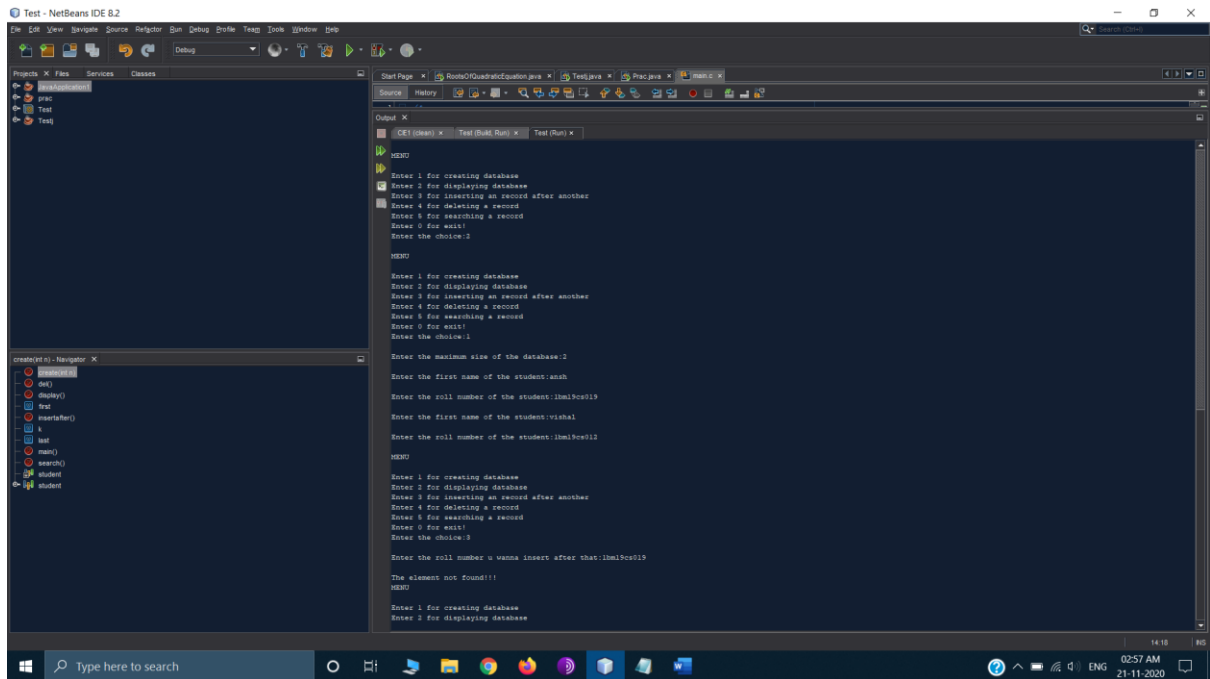 Test - NetBeans IDE 8.2
File Edit View Navigate Source Refactor Run Debug Profile Team Tools Window Help
Search (Ctrl+I)
Debug
Projects Files Services Classes
JavaApplication1
prac
Test
Testj
Start Page RootsOfQuadraticEquation.java Testj.java Prac.java main.c
Source History
Output
CE1 (clean) Test (Build, Run) Test (Run)
MENU
Enter 1 for creating database
Enter 2 for displaying database
Enter 3 for inserting an record after another
Enter 4 for deleting a record
Enter 5 for searching a record
Enter 0 for exit!
Enter the choice:2
MENU
Enter 1 for creating database
Enter 2 for displaying database
Enter 3 for inserting an record after another
Enter 4 for deleting a record
Enter 5 for searching a record
Enter 0 for exit!
Enter the choice:1
Enter the maximum size of the database:2
Enter the first name of the student:ansh
Enter the roll number of the student:1bm19cs019
Enter the first name of the student:vishal
Enter the roll number of the student:1bm19cs012
MENU
Enter 1 for creating database
Enter 2 for displaying database
Enter 3 for inserting an record after another
Enter 4 for deleting a record
Enter 5 for searching a record
Enter 0 for exit!
Enter the choice:3
Enter the roll number u wanna insert after that:1bm19cs019
The element not found!!!
MENU
Enter 1 for creating database
Enter 2 for displaying database
create(int n) - Navigator
create(int n)
del()
display()
first
insertafter()
k
last
main()
search()
student
student
14:18 INS
Type here to search
ENG
02:57 AM
21-11-2020